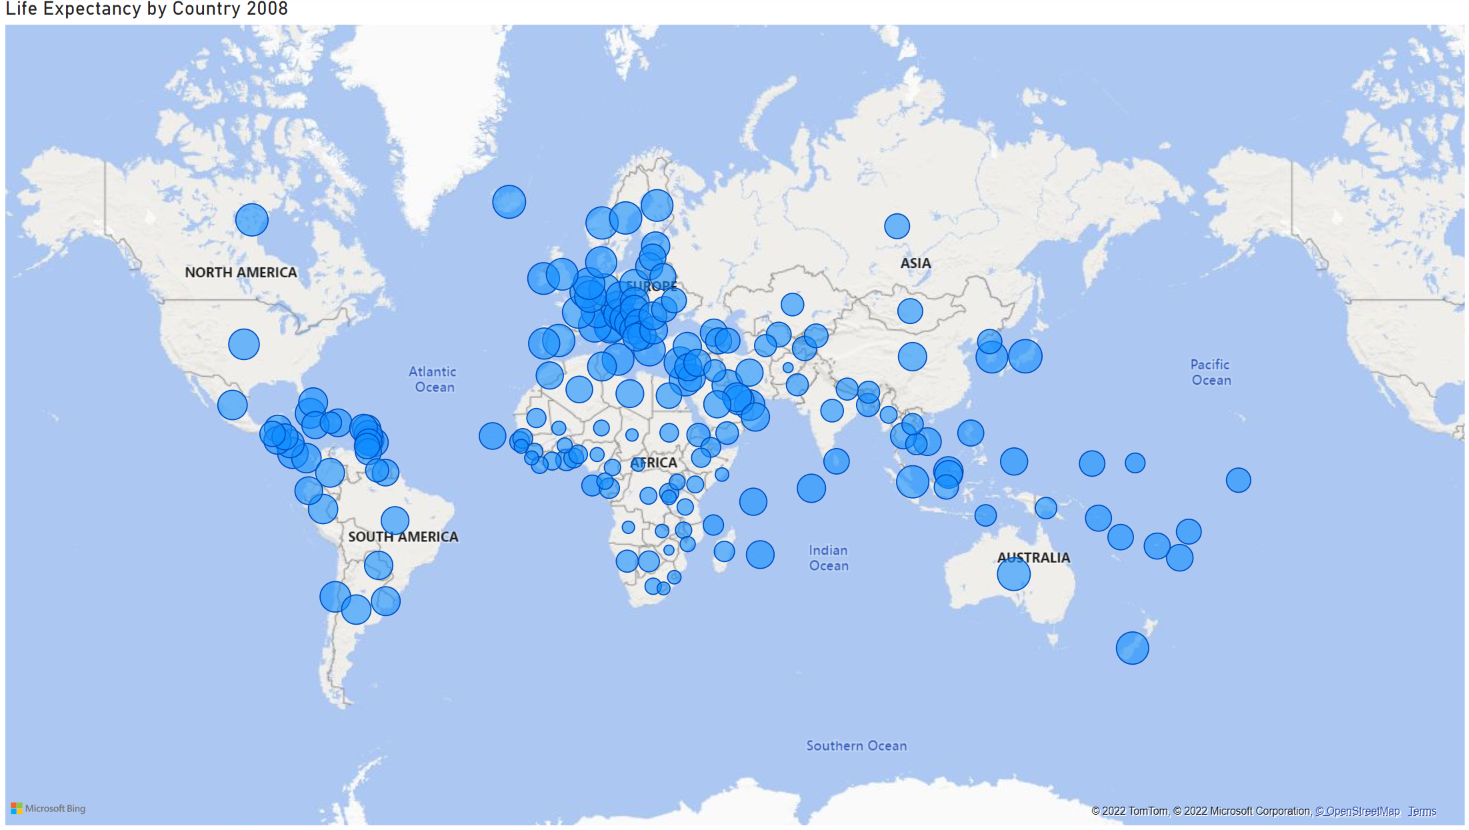 Life Expectancy by Country 2008
NORTH AMERICA
EUROPE
ASIA
Atlantic
Ocean
Pacific
Ocean
AFRICA
SOUTH AMERICA
Indian
Ocean
AUSTRALIA
Southern Ocean
Microsoft Bing
© 2022 TomTom, © 2022 Microsoft Corporation, © OpenStreetMap Terms